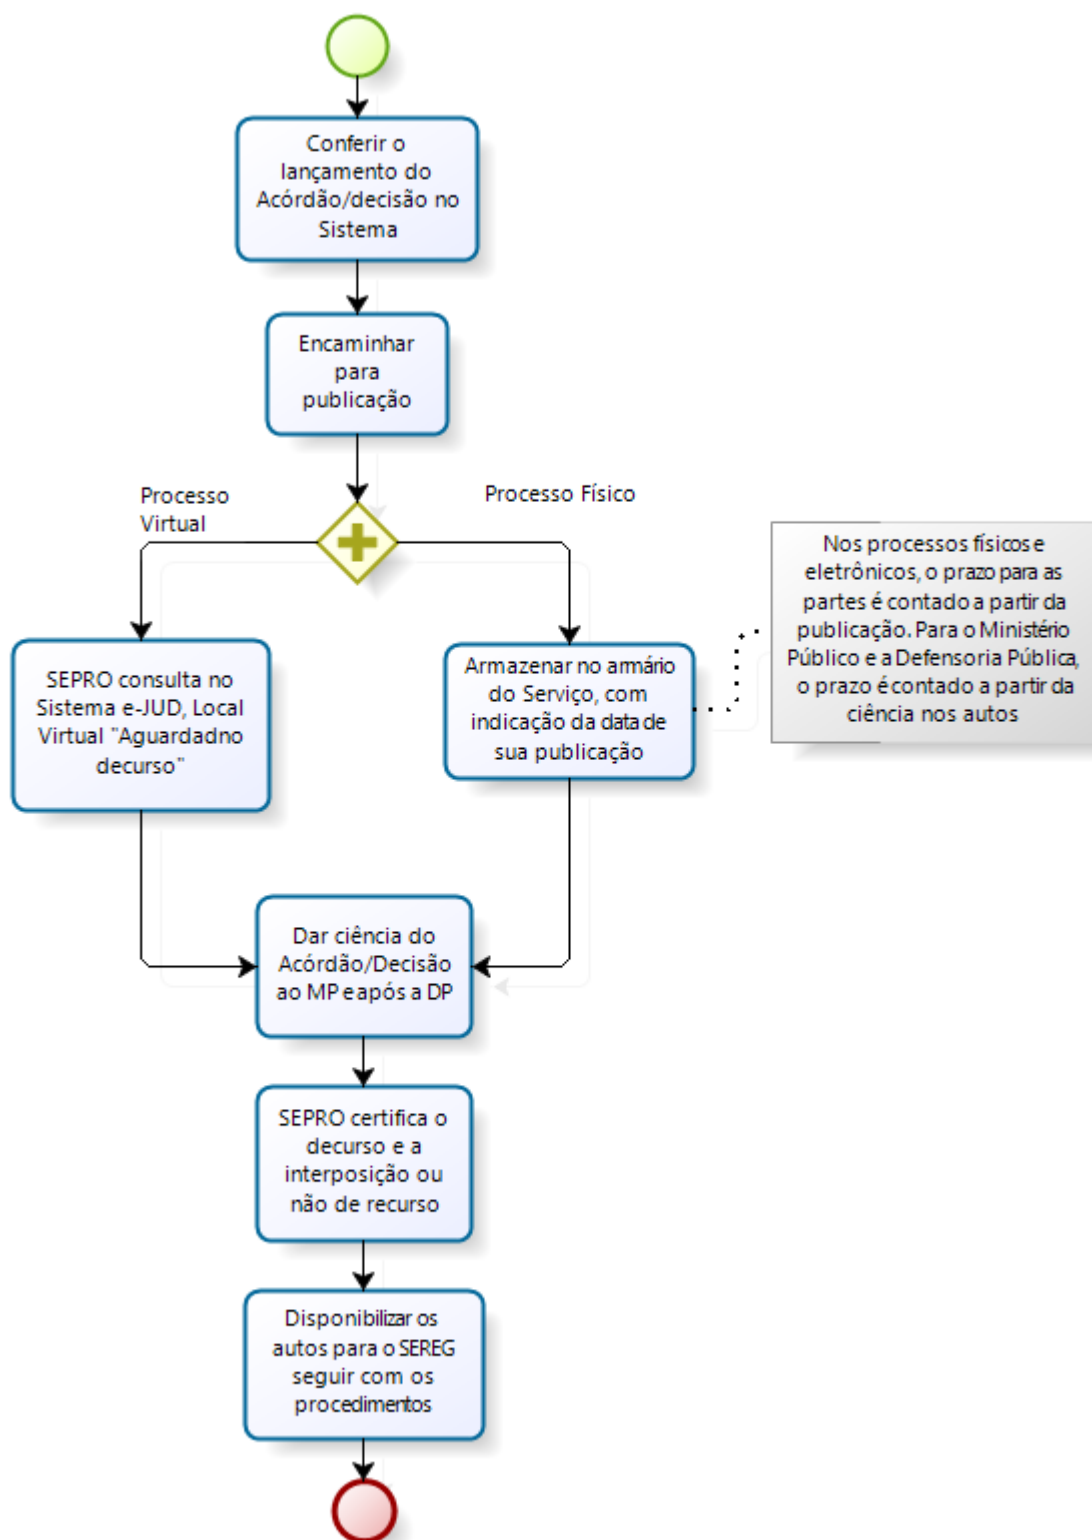 Conferir o
lançamento do
Acórdão/decisão no
Sistema
Encaminhar
para
publicação
Processo
Virtual
Processo Físico
SEPRO consulta no
Sistema e-JUD, Local
Virtual "Aguardadno
decurso"
Armazenar no armário
do Serviço, com
indicação da data de
sua publicação
Nos processos físicos e
eletrônicos, o prazo para as
partes é contado a partir da
publicação. Para o Ministério
Público e a Defensoria Pública,
o prazo é contado a partir da
ciência nos autos
Dar ciência do
Acórdão/Decisão
ao MP e após a DP
SEPRO certifica o
decurso e a
interposição ou
não de recurso
Disponibilizar os
autos para o SEREG
seguir com os
procedimentos